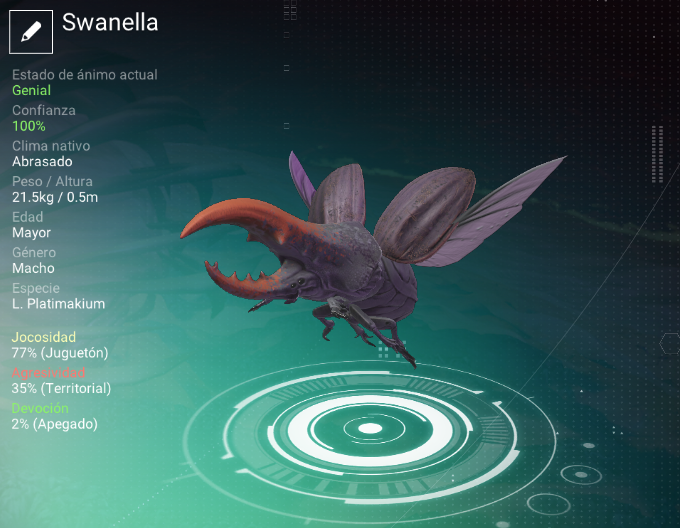 Swanella
Estado de ánimo actual
Genial
Confianza
100%
Clima nativo
Abrasado
Peso / Altura
21.5kg / 0.5m
Edad
Mayor
Género
Macho
Especie
L. Platimakium
Jocosidad
77% (Juguetón)
Agresividad
35% (Territorial)
Devoción
2% (Apegado)